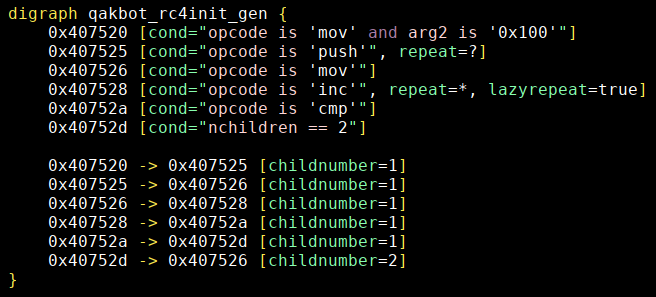 digraph qakbot_rc4init_gen {
    0x407520 [cond="opcode is 'mov' and arg2 is '0x100'"]
    0x407525 [cond="opcode is 'push'", repeat=?]
    0x407526 [cond="opcode is 'mov'"]
    0x407528 [cond="opcode is 'inc'", repeat=*, lazyrepeat=true]
    0x40752a [cond="opcode is 'cmp'"]
    0x40752d [cond="nchildren == 2"]

    0x407520 -> 0x407525 [childnumber=1]
    0x407525 -> 0x407526 [childnumber=1]
    0x407526 -> 0x407528 [childnumber=1]
    0x407528 -> 0x40752a [childnumber=1]
    0x40752a -> 0x40752d [childnumber=1]
    0x40752d -> 0x407526 [childnumber=2]
}